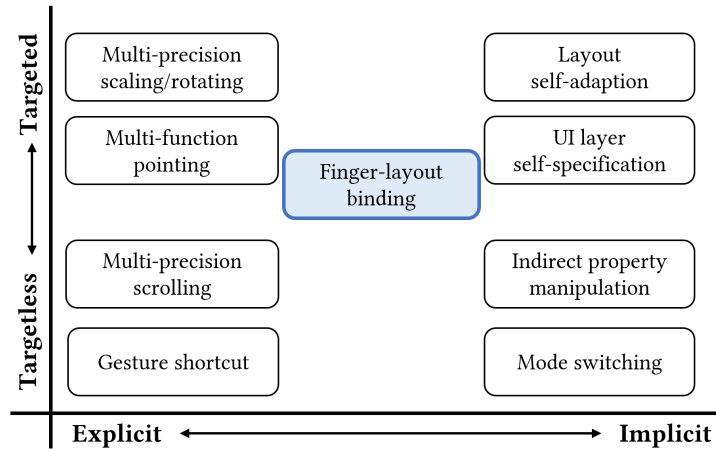 Targeted
Targetless
Multi-precision
scaling/rotating
Layout
self-adaption
Multi-function
pointing
UI layer
self-specification
Finger-layout
binding
Multi-precision
scrolling
Indirect property
manipulation
Gesture shortcut
Mode switching
Explicit
Implicit